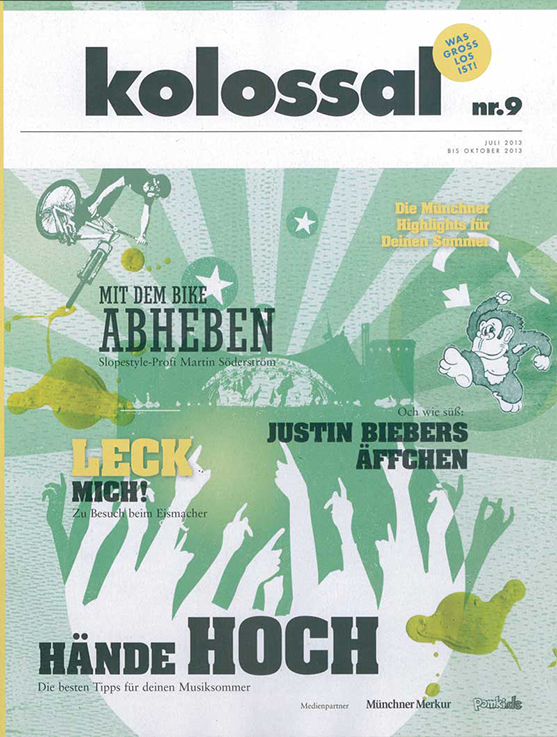 WAS
GROSS
LOS
IST!
kolossal
nr.9
JULI 2013
BIS OKTOBER 2013
Die Münchner
Highlights für
Deinen Sommer
MIT DEM BIKE
ABHEBEN
Slopestyle-Profi Martin Söderström
Och wie süß:
JUSTIN BIEBERS
ÄFFCHEN
LECK
MICH!
Zu Besuch beim Eismacher
HÄNDE HOCH
Die besten Tipps für deinen Musiksommer
Medienpartner Münchner Merkur pomki.de